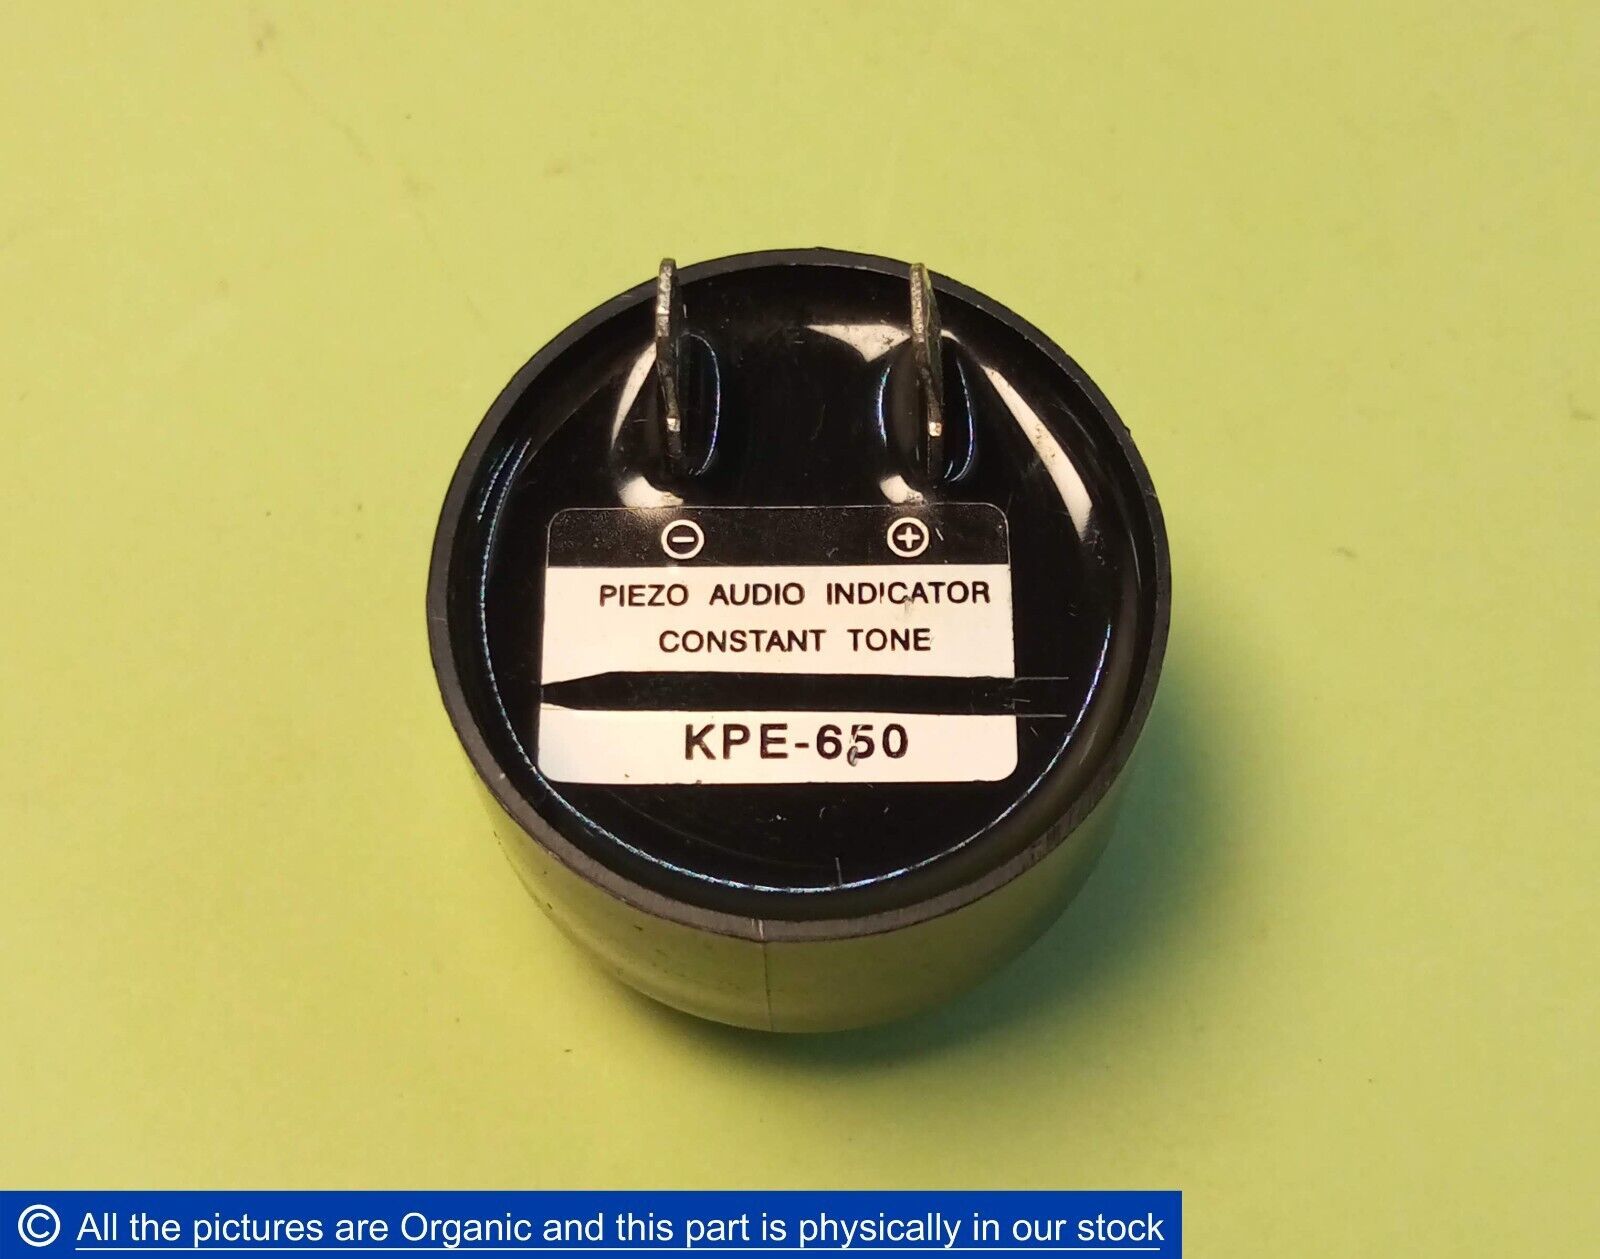 ⊖ ⊕
PIEZO AUDIO INDICATOR
CONSTANT TONE
KPE-650
© All the pictures are Organic and this part is physically in our stock